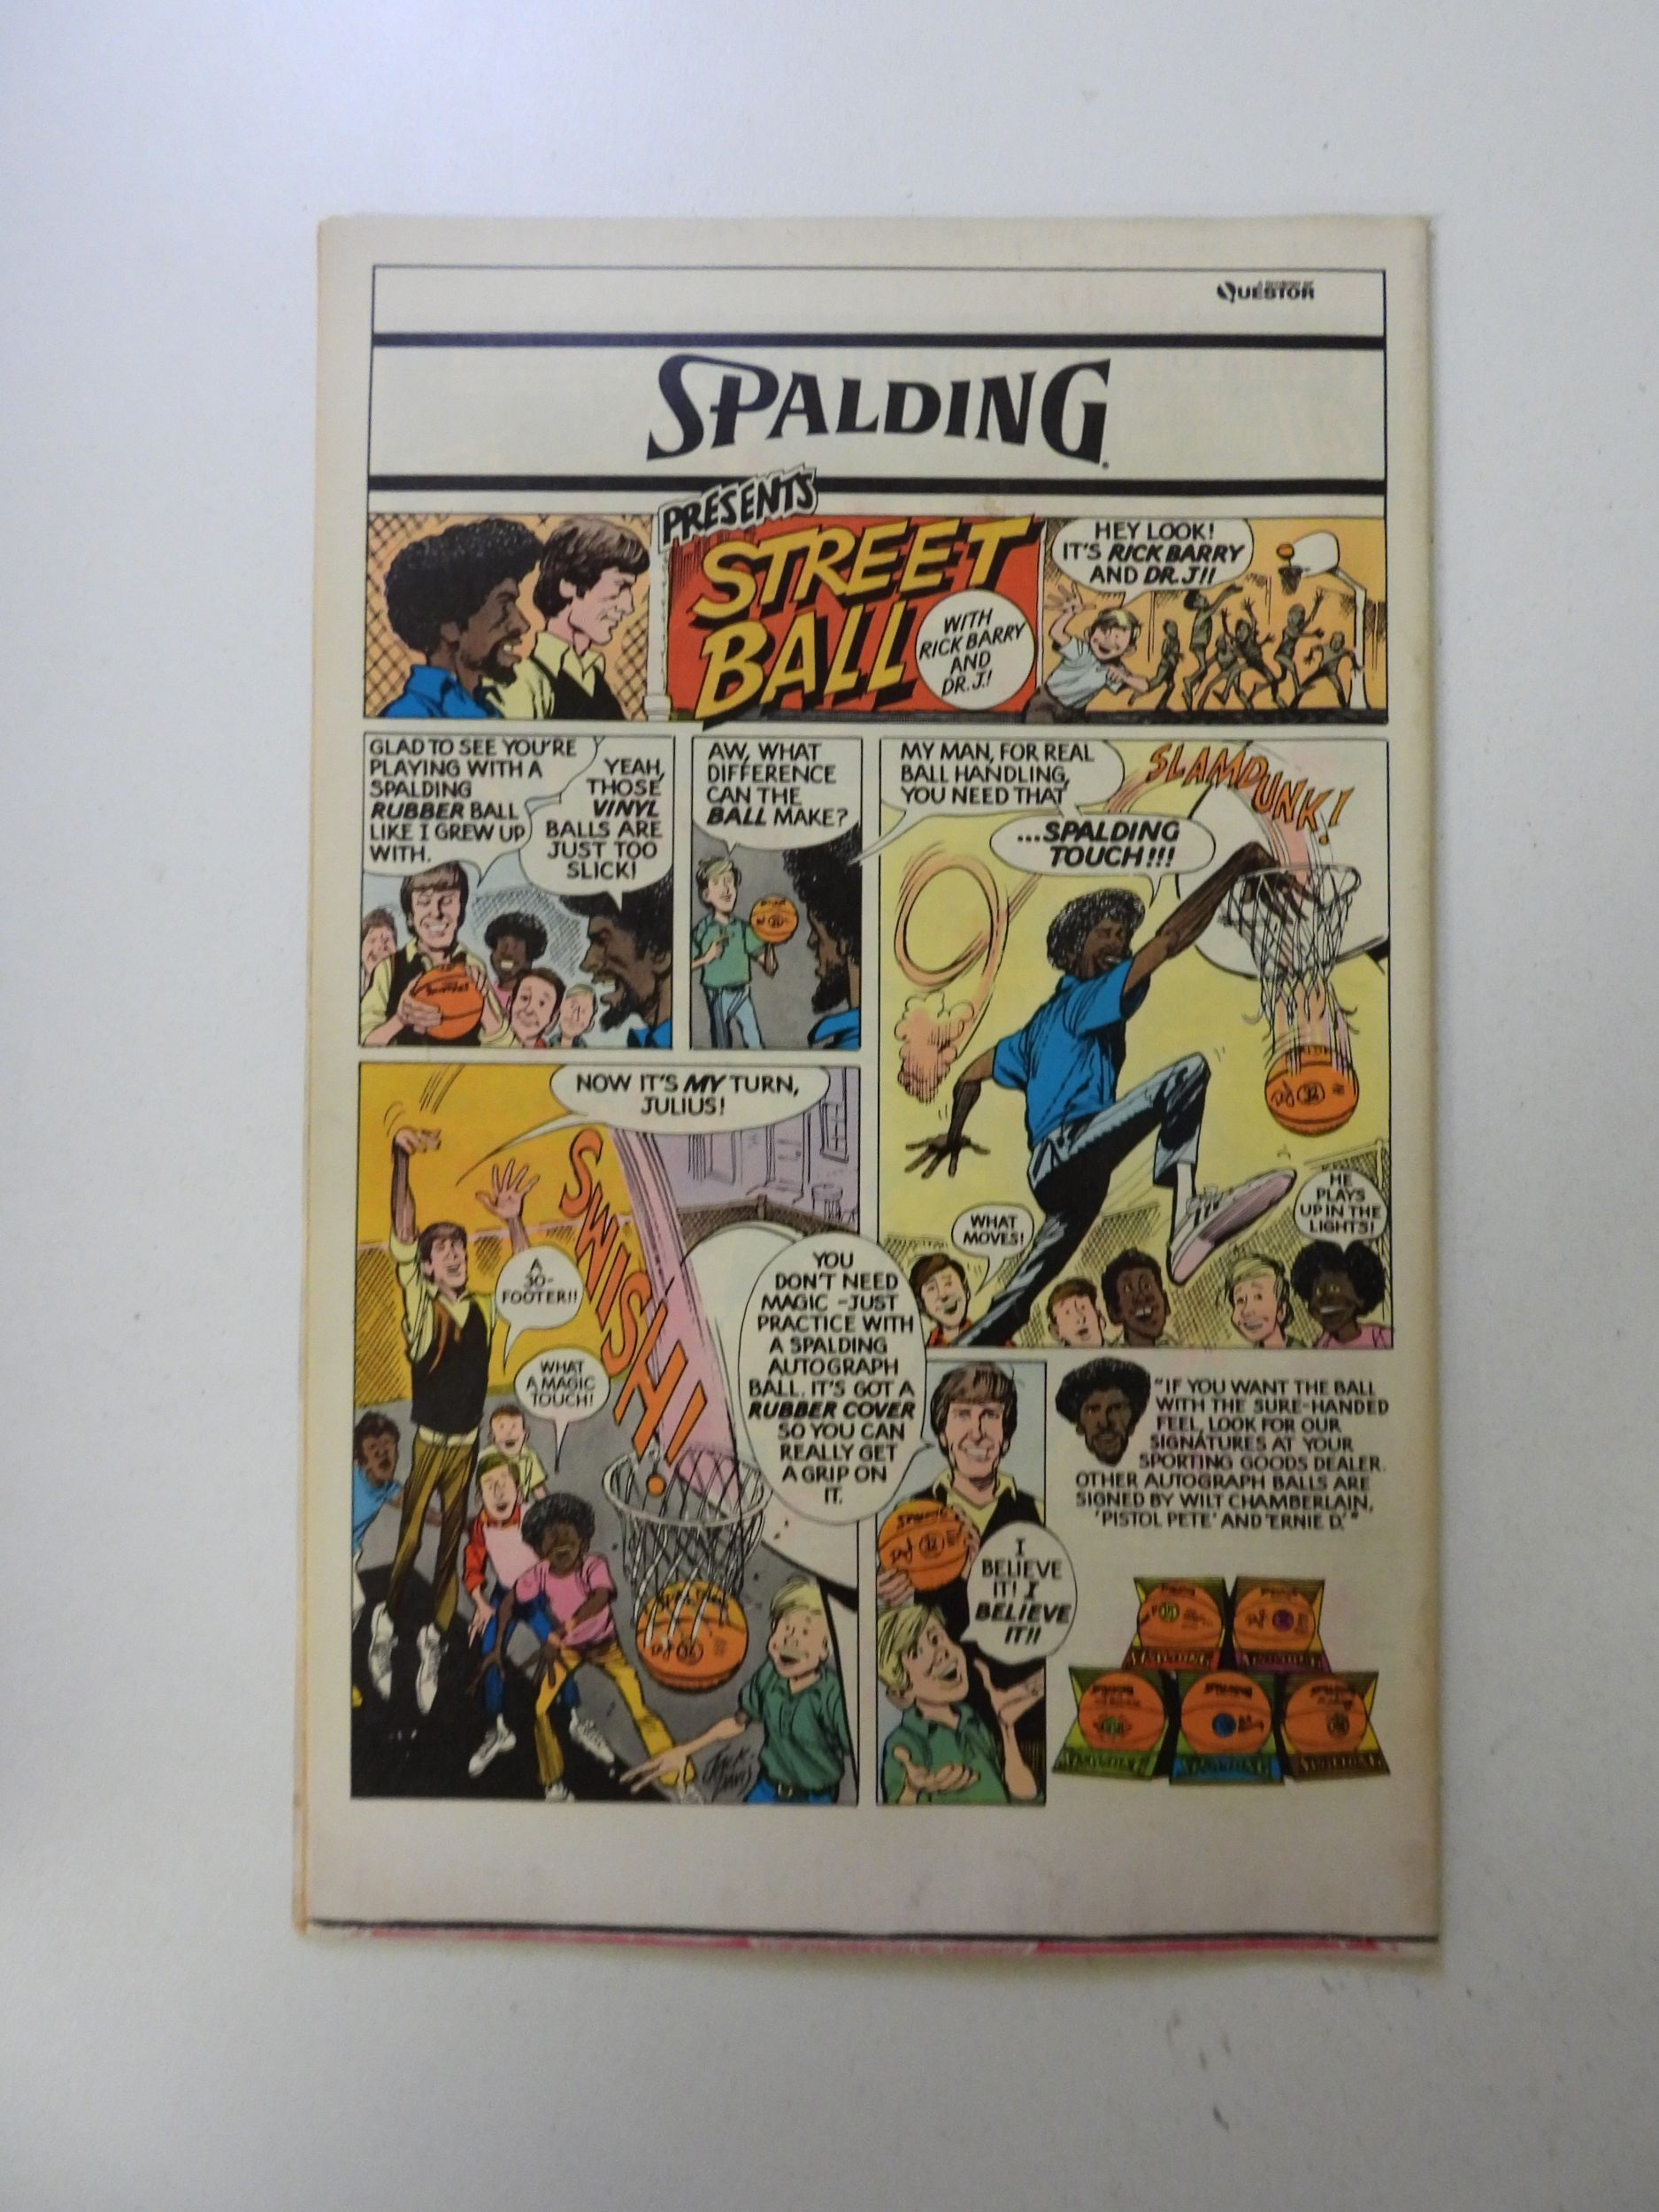 QUESTOR
SPALDING
PRESENTS
STREET
BALL
WITH
RICK BARRY
AND
DR. J.!
HEY LOOK!
IT'S RICK BARRY
AND DR. J!!
GLAD TO SEE YOU'RE
PLAYING WITH A
SPALDING
RUBBER BALL
LIKE I GREW UP
WITH.
YEAH,
THOSE
VINYL
BALLS ARE
JUST TOO
SLICK!
AW, WHAT
DIFFERENCE
CAN THE
BALL MAKE?
MY MAN, FOR REAL
BALL HANDLING,
YOU NEED THAT
...SPALDING
TOUCH!!!
SLAMDUNK!
WHAT
MOVES!
HE
PLAYS
UP IN THE
LIGHTS!
NOW IT'S MY TURN,
JULIUS!
SWISH!
A
30-
FOOTER!!
WHAT
A MAGIC
TOUCH!
YOU
DON'T NEED
MAGIC -JUST
PRACTICE WITH
A SPALDING
AUTOGRAPH
BALL. IT'S GOT A
RUBBER COVER
SO YOU CAN
REALLY GET
A GRIP ON
IT.
JACK
DAVIS
SPALDING
DrJ 32
I
BELIEVE
IT! I
BELIEVE
IT!!
"IF YOU WANT THE BALL
WITH THE SURE-HANDED
FEEL, LOOK FOR OUR
SIGNATURES AT YOUR
SPORTING GOODS DEALER.
OTHER AUTOGRAPH BALLS ARE
SIGNED BY WILT CHAMBERLAIN,
'PISTOL PETE' AND 'ERNIE D.'"